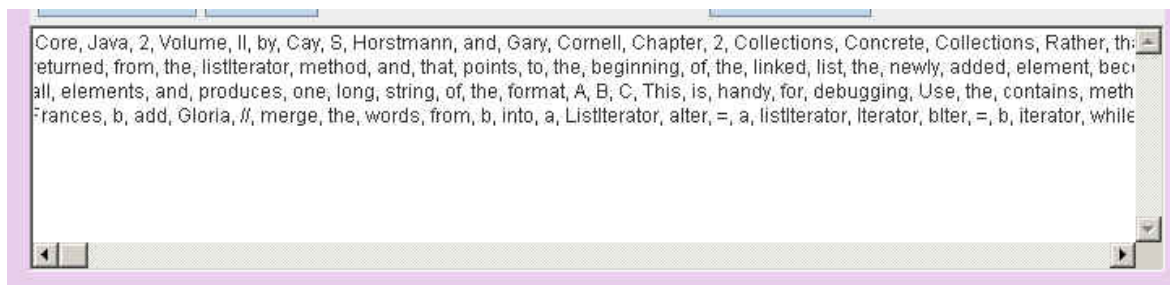 Core, Java, 2, Volume, II, by, Cay, S, Horstmann, and, Gary, Cornell, Chapter, 2, Collections, Concrete, Collections, Rather,
returned, from, the, listIterator, method, and, that, points, to, the, beginning, of, the, linked, list, the, newly, added, element,
all, elements, and, produces, one, long, string, of, the, format, A, B, C, This, is, handy, for, debugging, Use, the, contains, meth
Frances, b, add, Gloria, //, merge, the, words, from, b, into, a, ListIterator, aIter, =, a, listIterator, Iterator, bIter, =, b, iterator, while